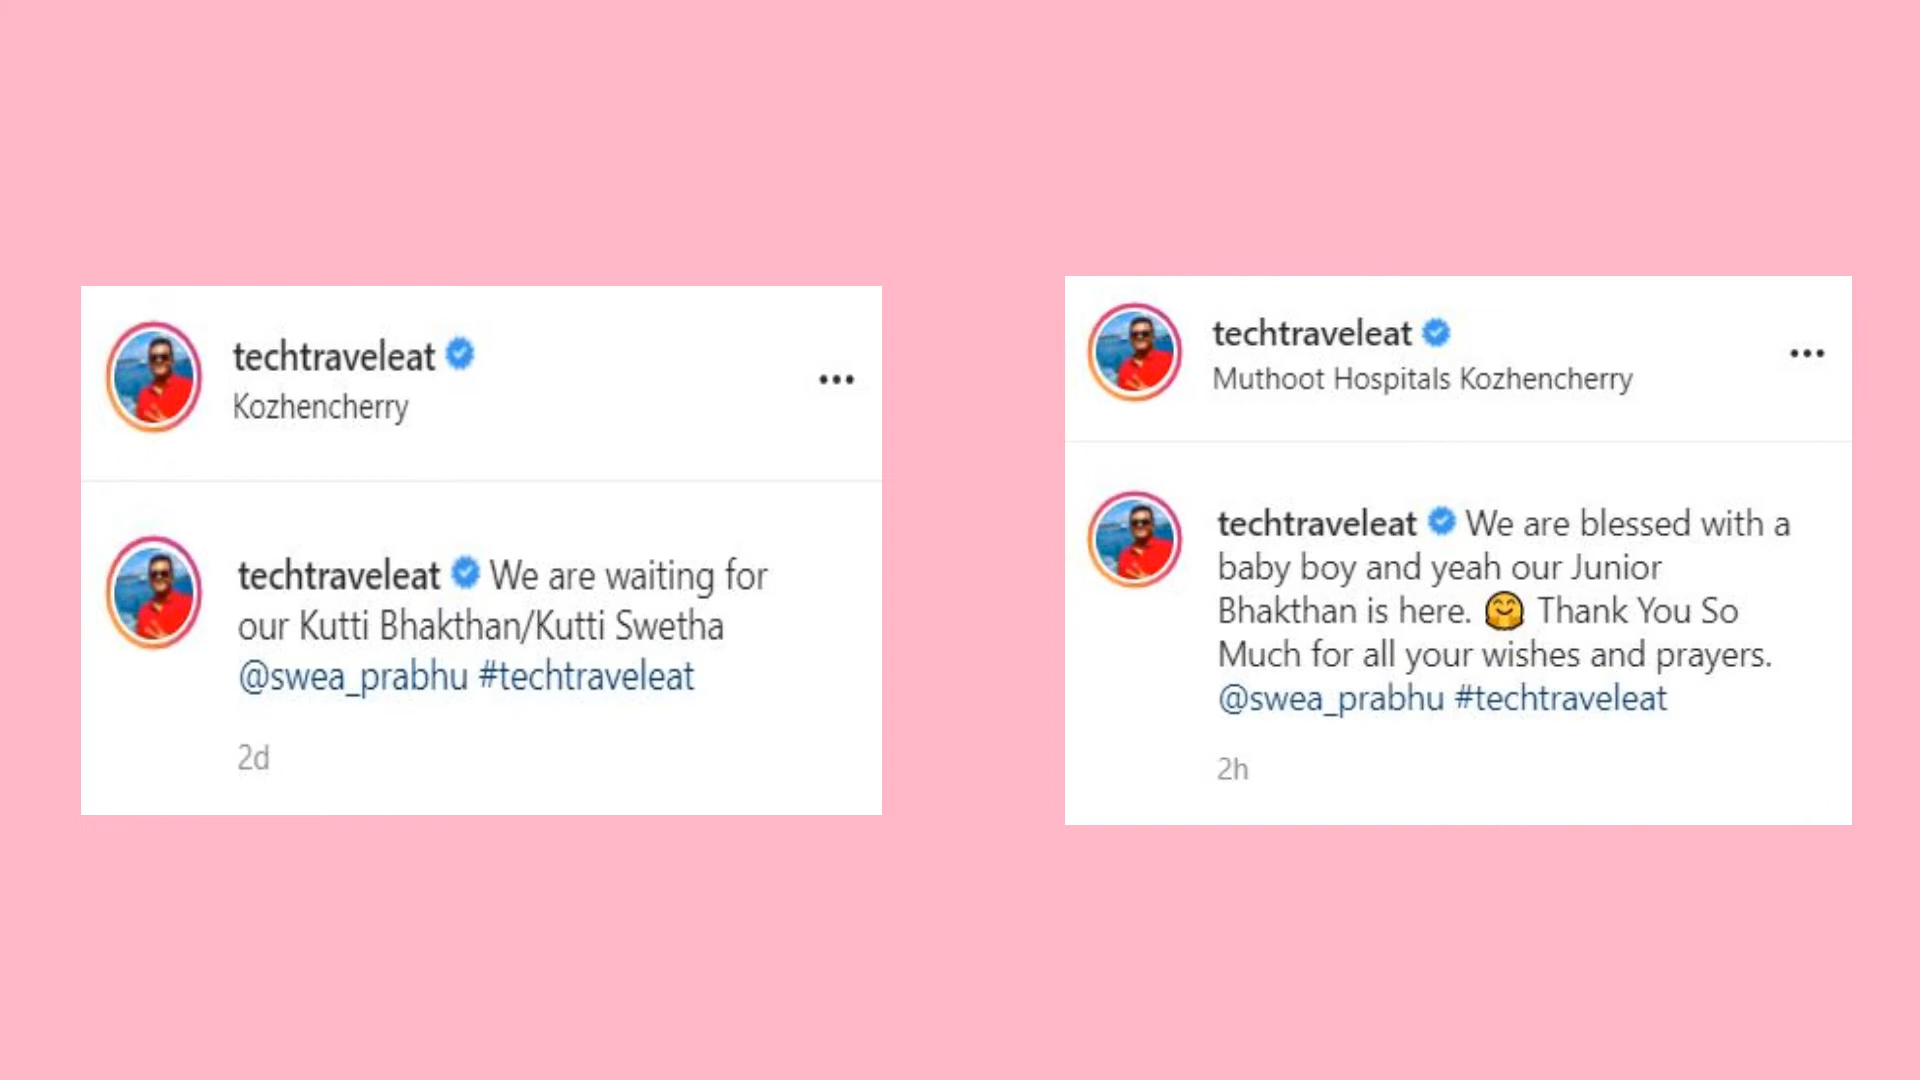 techtraveleat
Kozhencherry
techtraveleat We are waiting for
our Kutti Bhakthan/Kutti Swetha
@swea_prabhu #techtraveleat
2d
techtraveleat
Muthoot Hospitals Kozhencherry
techtraveleat We are blessed with a
baby boy and yeah our Junior
Bhakthan is here. 🤗 Thank You So
Much for all your wishes and prayers.
@swea_prabhu #techtraveleat
2h